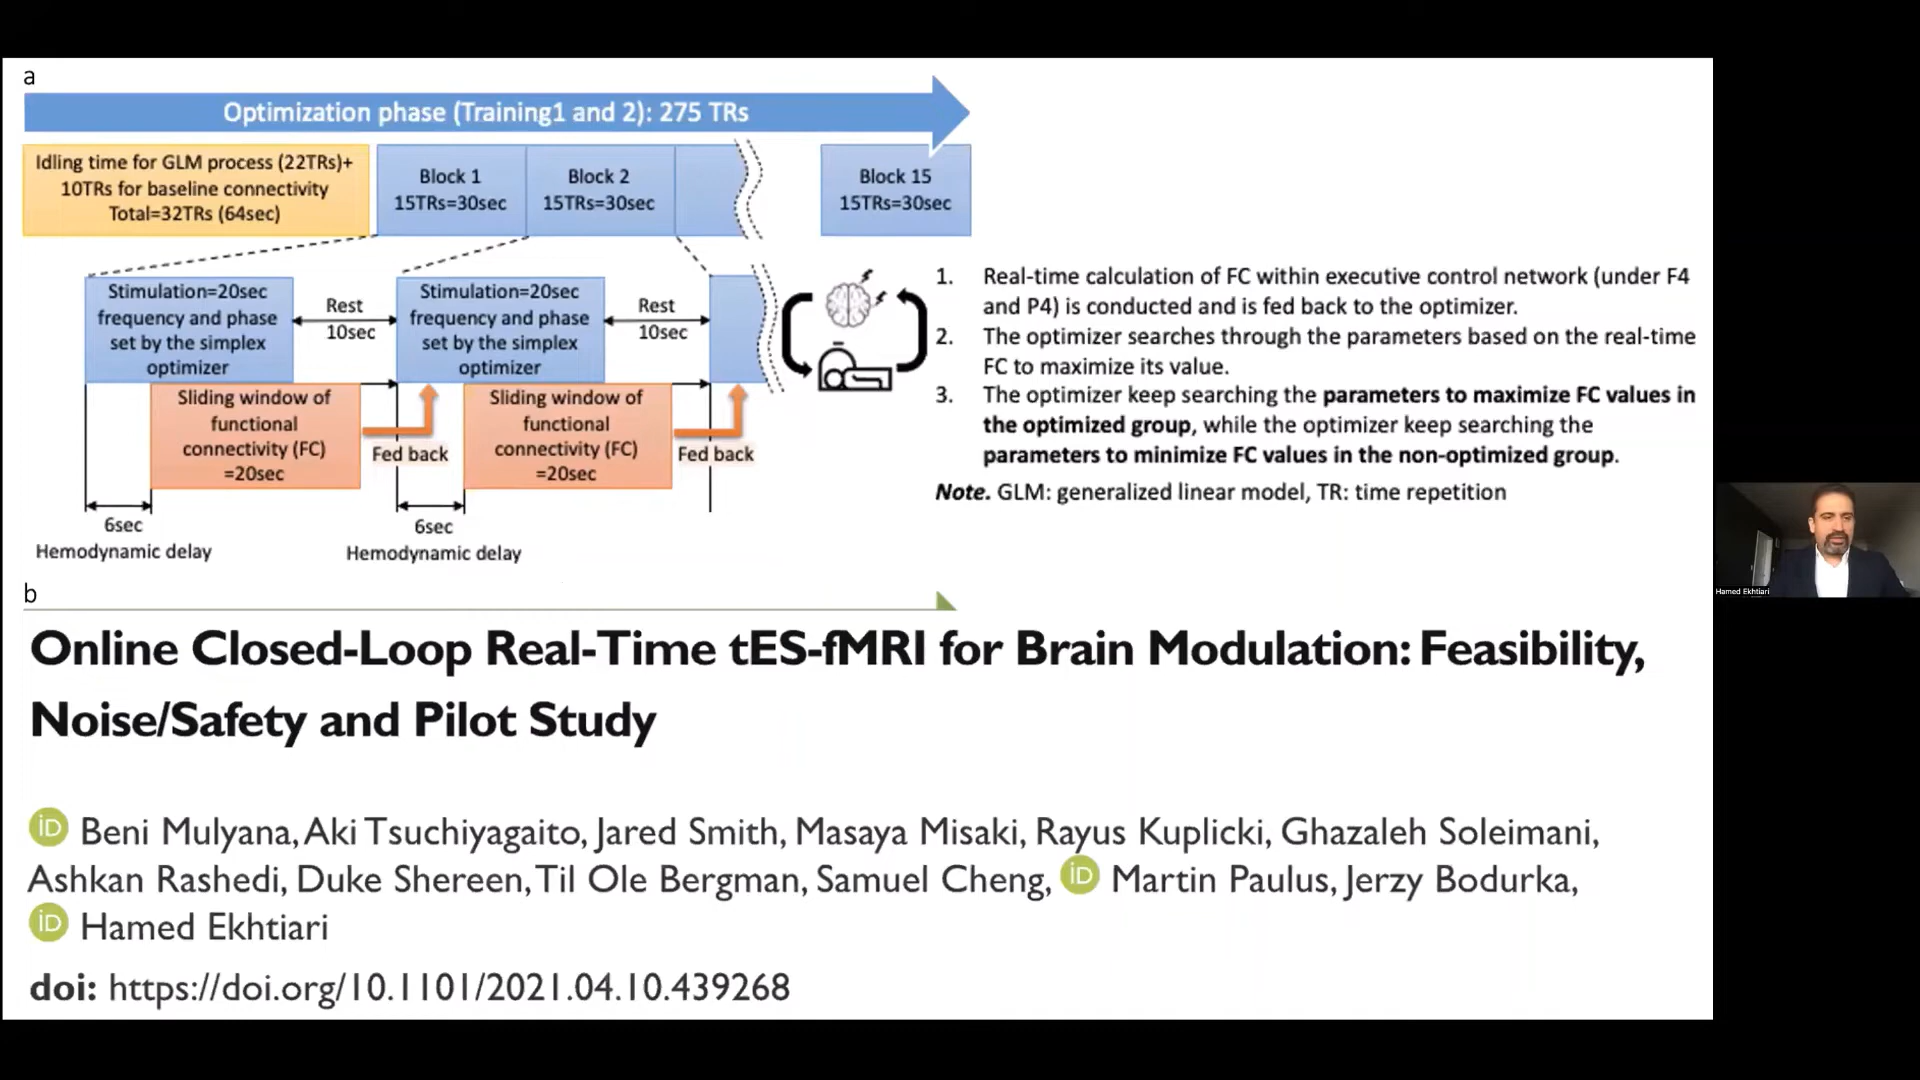 a
Optimization phase (Training1 and 2): 275 TRs
Idling time for GLM process (22TRs)+
10TRs for baseline connectivity
Total=32TRs (64sec)
Block 1
15TRs=30sec
Block 2
15TRs=30sec
Block 15
15TRs=30sec
Stimulation=20sec
frequency and phase
set by the simplex
optimizer
Rest
10sec
Stimulation=20sec
frequency and phase
set by the simplex
optimizer
Rest
10sec
Sliding window of
functional
connectivity (FC)
=20sec
Fed back
Sliding window of
functional
connectivity (FC)
=20sec
Fed back
6sec
Hemodynamic delay
6sec
Hemodynamic delay
1. Real-time calculation of FC within executive control network (under F4
and P4) is conducted and is fed back to the optimizer.
2. The optimizer searches through the parameters based on the real-time
FC to maximize its value.
3. The optimizer keep searching the parameters to maximize FC values in
the optimized group, while the optimizer keep searching the
parameters to minimize FC values in the non-optimized group.
Note. GLM: generalized linear model, TR: time repetition
Hamed Ekhtiari
b
Online Closed-Loop Real-Time tES-fMRI for Brain Modulation: Feasibility,
Noise/Safety and Pilot Study
iD Beni Mulyana, Aki Tsuchiyagaito, Jared Smith, Masaya Misaki, Rayus Kuplicki, Ghazaleh Soleimani,
Ashkan Rashedi, Duke Shereen, Til Ole Bergman, Samuel Cheng, iD Martin Paulus, Jerzy Bodurka,
iD Hamed Ekhtiari
doi: https://doi.org/10.1101/2021.04.10.439268